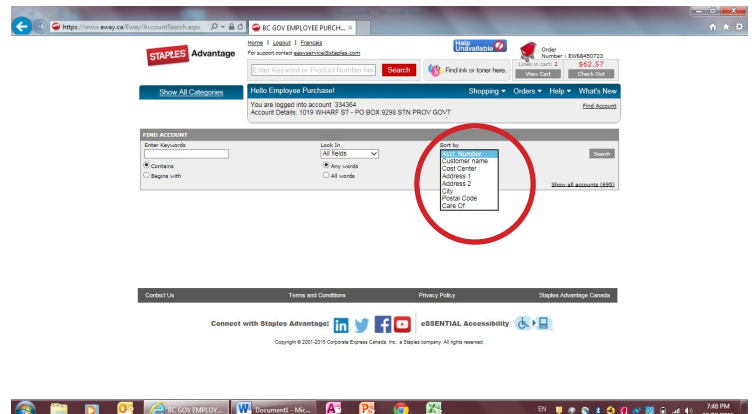 https://www.eway.ca/Eway/AccountSearch.aspx
BC GOV EMPLOYEE PURCH...
STAPLES Advantage
Home | Logout | Français
For support contact easyservice@staples.com
Help Unavailable
Order
Number : EW68450723
Lines in cart: 2 $62.57
Enter Keyword or Product Number her
Search
Find ink or toner here.
View Cart
Check Out
Show All Categories
Hello Employee Purchase!
Shopping Orders Help What's New
You are logged into account 334364
Find Account
Account Details: 1019 WHARF ST - PO BOX 9298 STN PROV GOVT
FIND ACCOUNT
Enter Keywords
Look In
Sort by
All fields
Acct. Number
Customer name
Cost Center
Address 1
Address 2
City
Postal Code
Care Of
Search
Contains
Any words
Begins with
All words
Show all accounts (695)
Contact Us
Terms and Conditions
Privacy Policy
Staples Advantage Canada
Connect with Staples Advantage:
in
f
eSSENTIAL Accessibility
Copyright © 2001-2015 Corporate Express Canada, Inc., a Staples company. All rights reserved.
BC GOV EMPLOY...
Document1 - Mic...
EN
7:48 PM